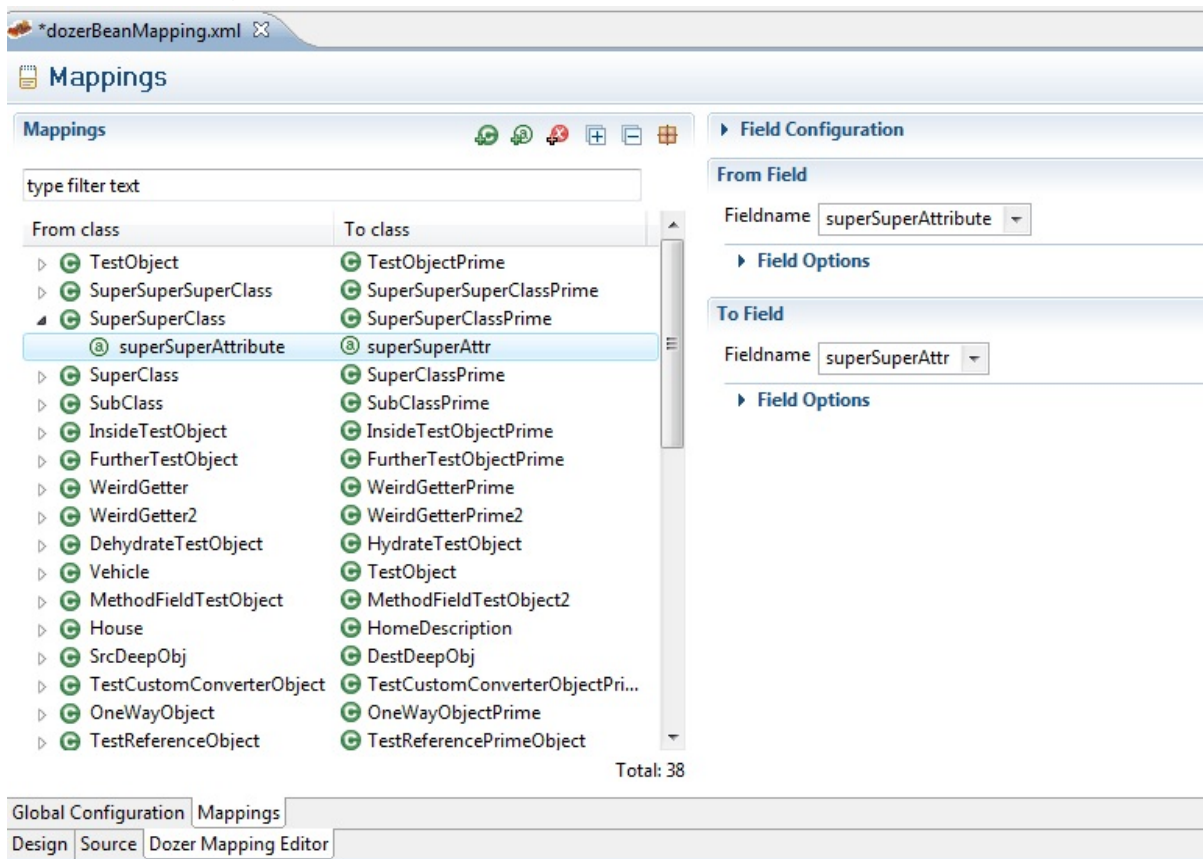 *dozerBeanMapping.xml
Mappings
Mappings
type filter text
From class To class
TestObject TestObjectPrime
SuperSuperSuperClass SuperSuperSuperClassPrime
SuperSuperClass SuperSuperClassPrime
superSuperAttribute superSuperAttr
SuperClass SuperClassPrime
SubClass SubClassPrime
InsideTestObject InsideTestObjectPrime
FurtherTestObject FurtherTestObjectPrime
WeirdGetter WeirdGetterPrime
WeirdGetter2 WeirdGetterPrime2
DehydrateTestObject HydrateTestObject
Vehicle TestObject
MethodFieldTestObject MethodFieldTestObject2
House HomeDescription
SrcDeepObj DestDeepObj
TestCustomConverterObject TestCustomConverterObjectPri...
OneWayObject OneWayObjectPrime
TestReferenceObject TestReferencePrimeObject
Total: 38
Field Configuration
From Field
Fieldname superSuperAttribute
Field Options
To Field
Fieldname superSuperAttr
Field Options
Global Configuration Mappings
Design Source Dozer Mapping Editor